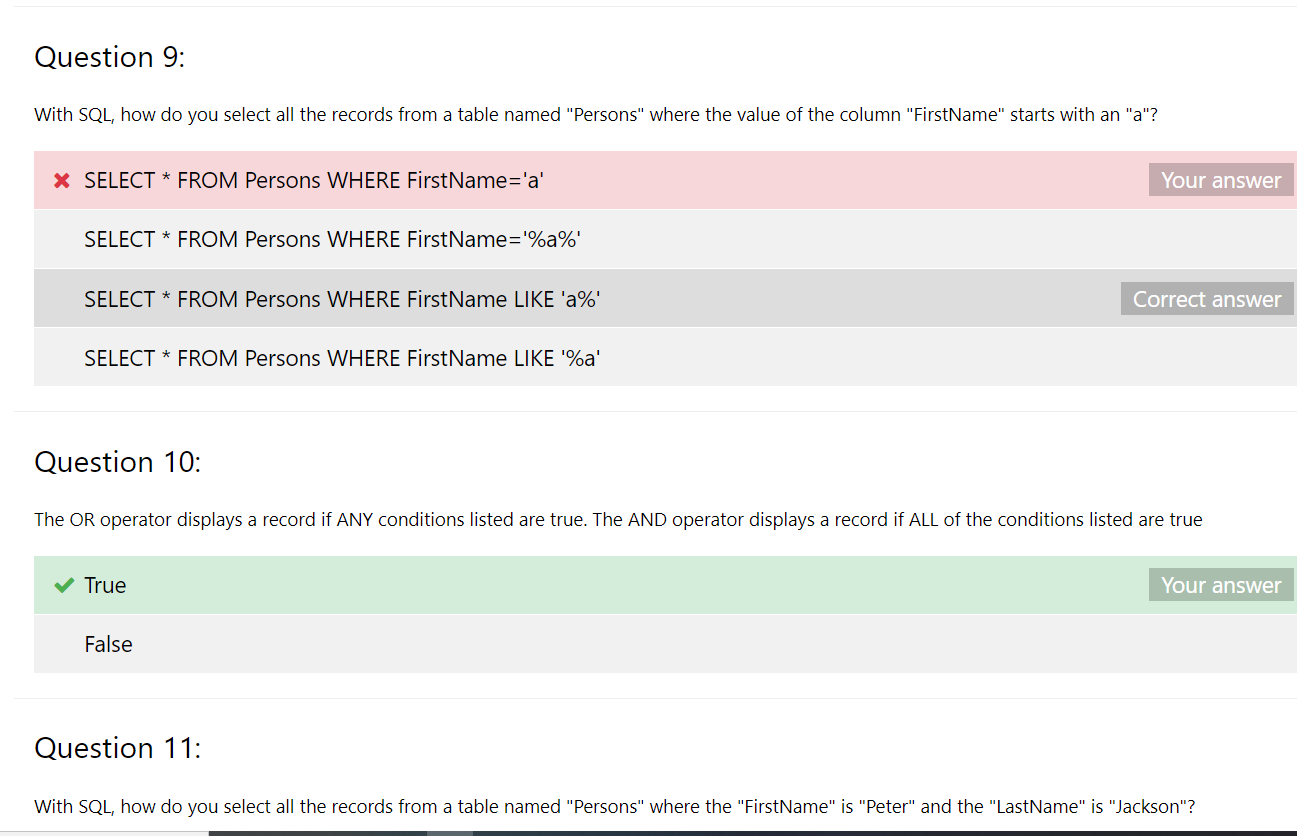 Question 9:
With SQL, how do you select all the records from a table named "Persons" where the value of the column "FirstName" starts with an "a"?
SELECT * FROM Persons WHERE FirstName='a' Your answer
SELECT * FROM Persons WHERE FirstName='%a%'
SELECT * FROM Persons WHERE FirstName LIKE 'a%' Correct answer
SELECT * FROM Persons WHERE FirstName LIKE '%a'
Question 10:
The OR operator displays a record if ANY conditions listed are true. The AND operator displays a record if ALL of the conditions listed are true
True Your answer
False
Question 11:
With SQL, how do you select all the records from a table named "Persons" where the "FirstName" is "Peter" and the "LastName" is "Jackson"?